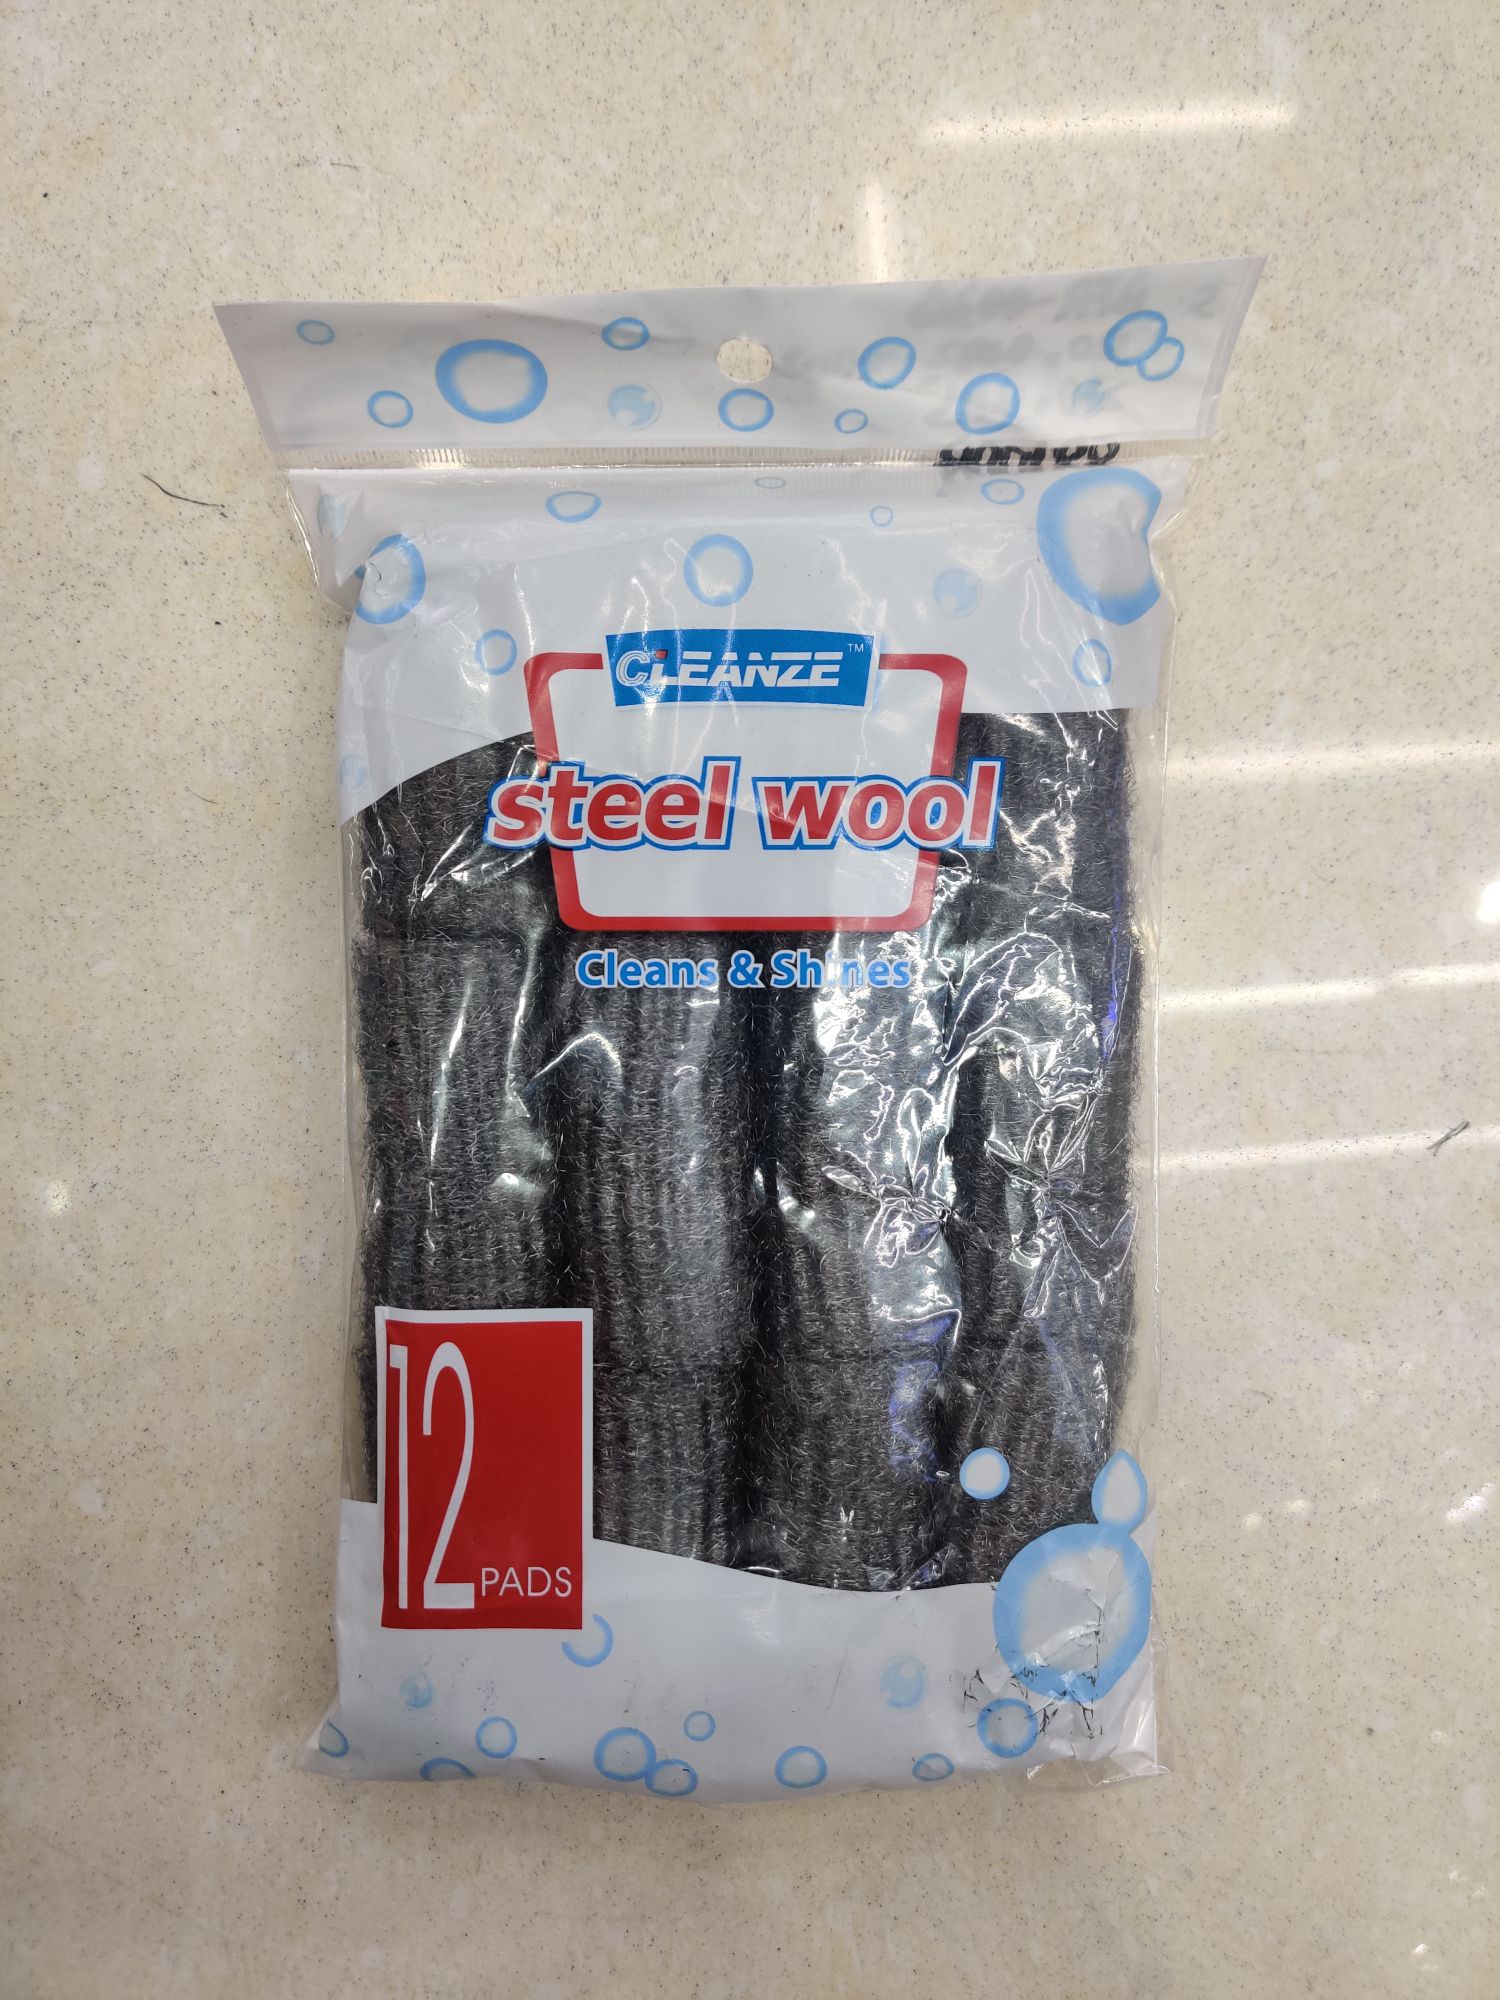 CLEANZE™
steel wool
Cleans & Shines
12
PADS